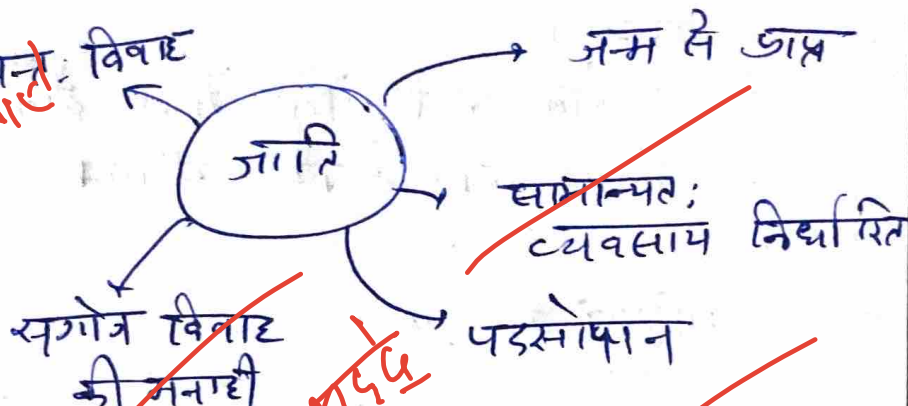 विवाह
जन्म से प्राप्त
जाति
सामान्यत:
व्यवसाय निर्धारित
सगोत्र विवाह
की मनाही
पदसोपान